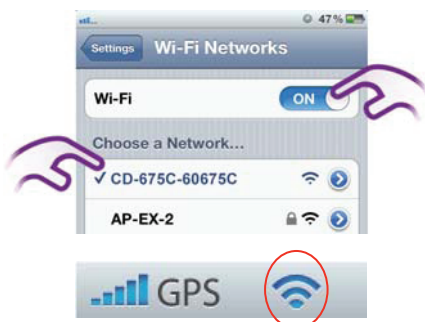 47%
Settings Wi-Fi Networks
Wi-Fi ON
Choose a Network...
✓ CD-675C-60675C
AP-EX-2
GPS